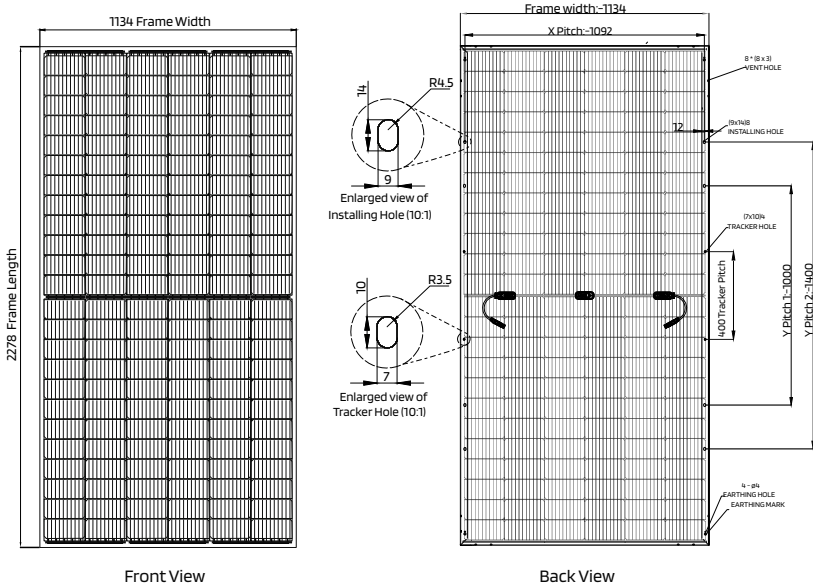 1134 Frame Width
2278 Frame Length
Front View
14
R4.5
9
Enlarged view of
Installing Hole (10:1)
10
R3.5
7
Enlarged view of
Tracker Hole (10:1)
Frame width:-1134
X Pitch:-1092
8 * (8 x 3)
VENT HOLE
12
(9x14)8
INSTALLING HOLE
(7x10)4
TRACKER HOLE
400 Tracker Pitch
Y Pitch 1:-1000
Y Pitch 2:-1400
4 - ø4
EARTHING HOLE
EARTHING MARK
Back View